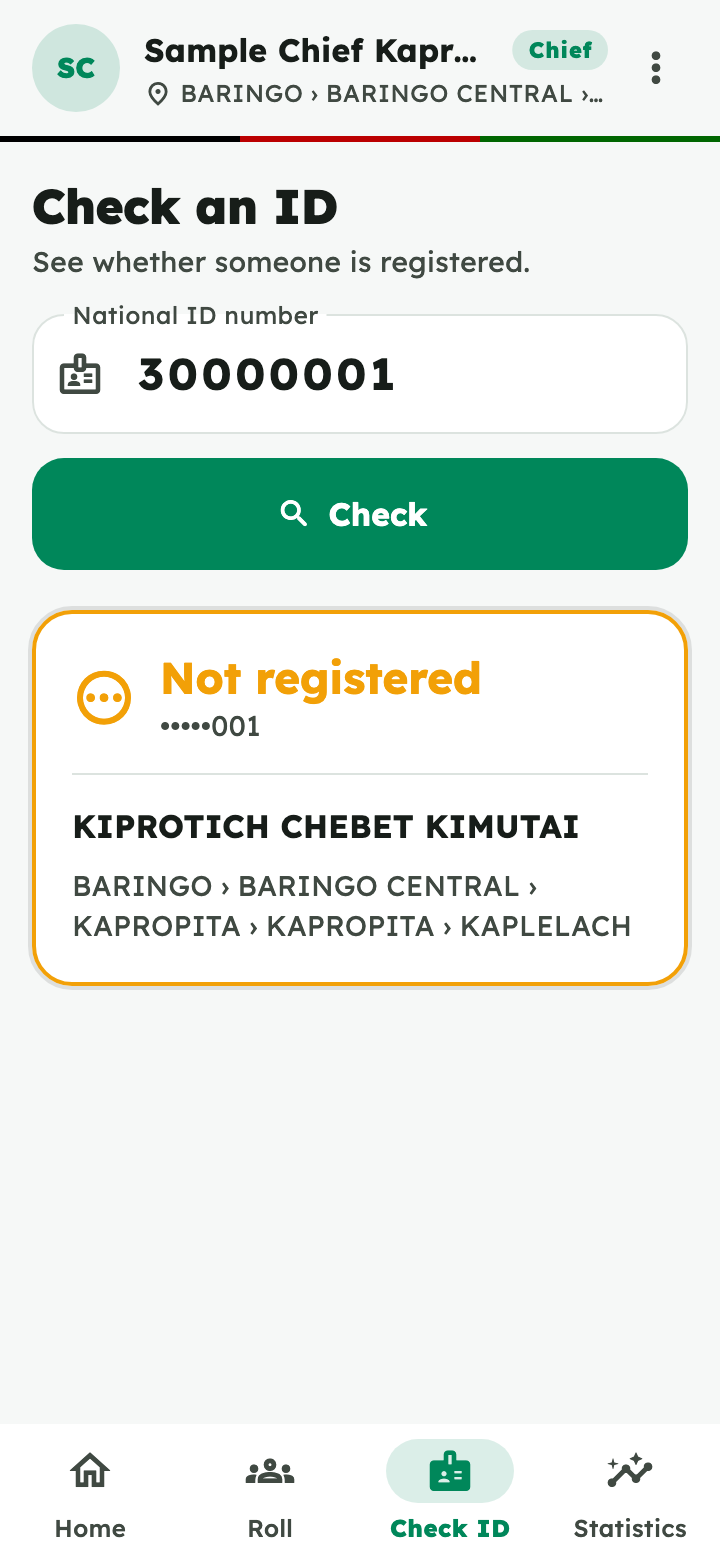 SC
Sample Chief Kapr...
Chief
BARINGO › BARINGO CENTRAL ›...
Check an ID
See whether someone is registered.
National ID number
30000001
Check
Not registered
•••••001
KIPROTICH CHEBET KIMUTAI
BARINGO › BARINGO CENTRAL ›
KAPROPITA › KAPROPITA › KAPLELACH
Home
Roll
Check ID
Statistics